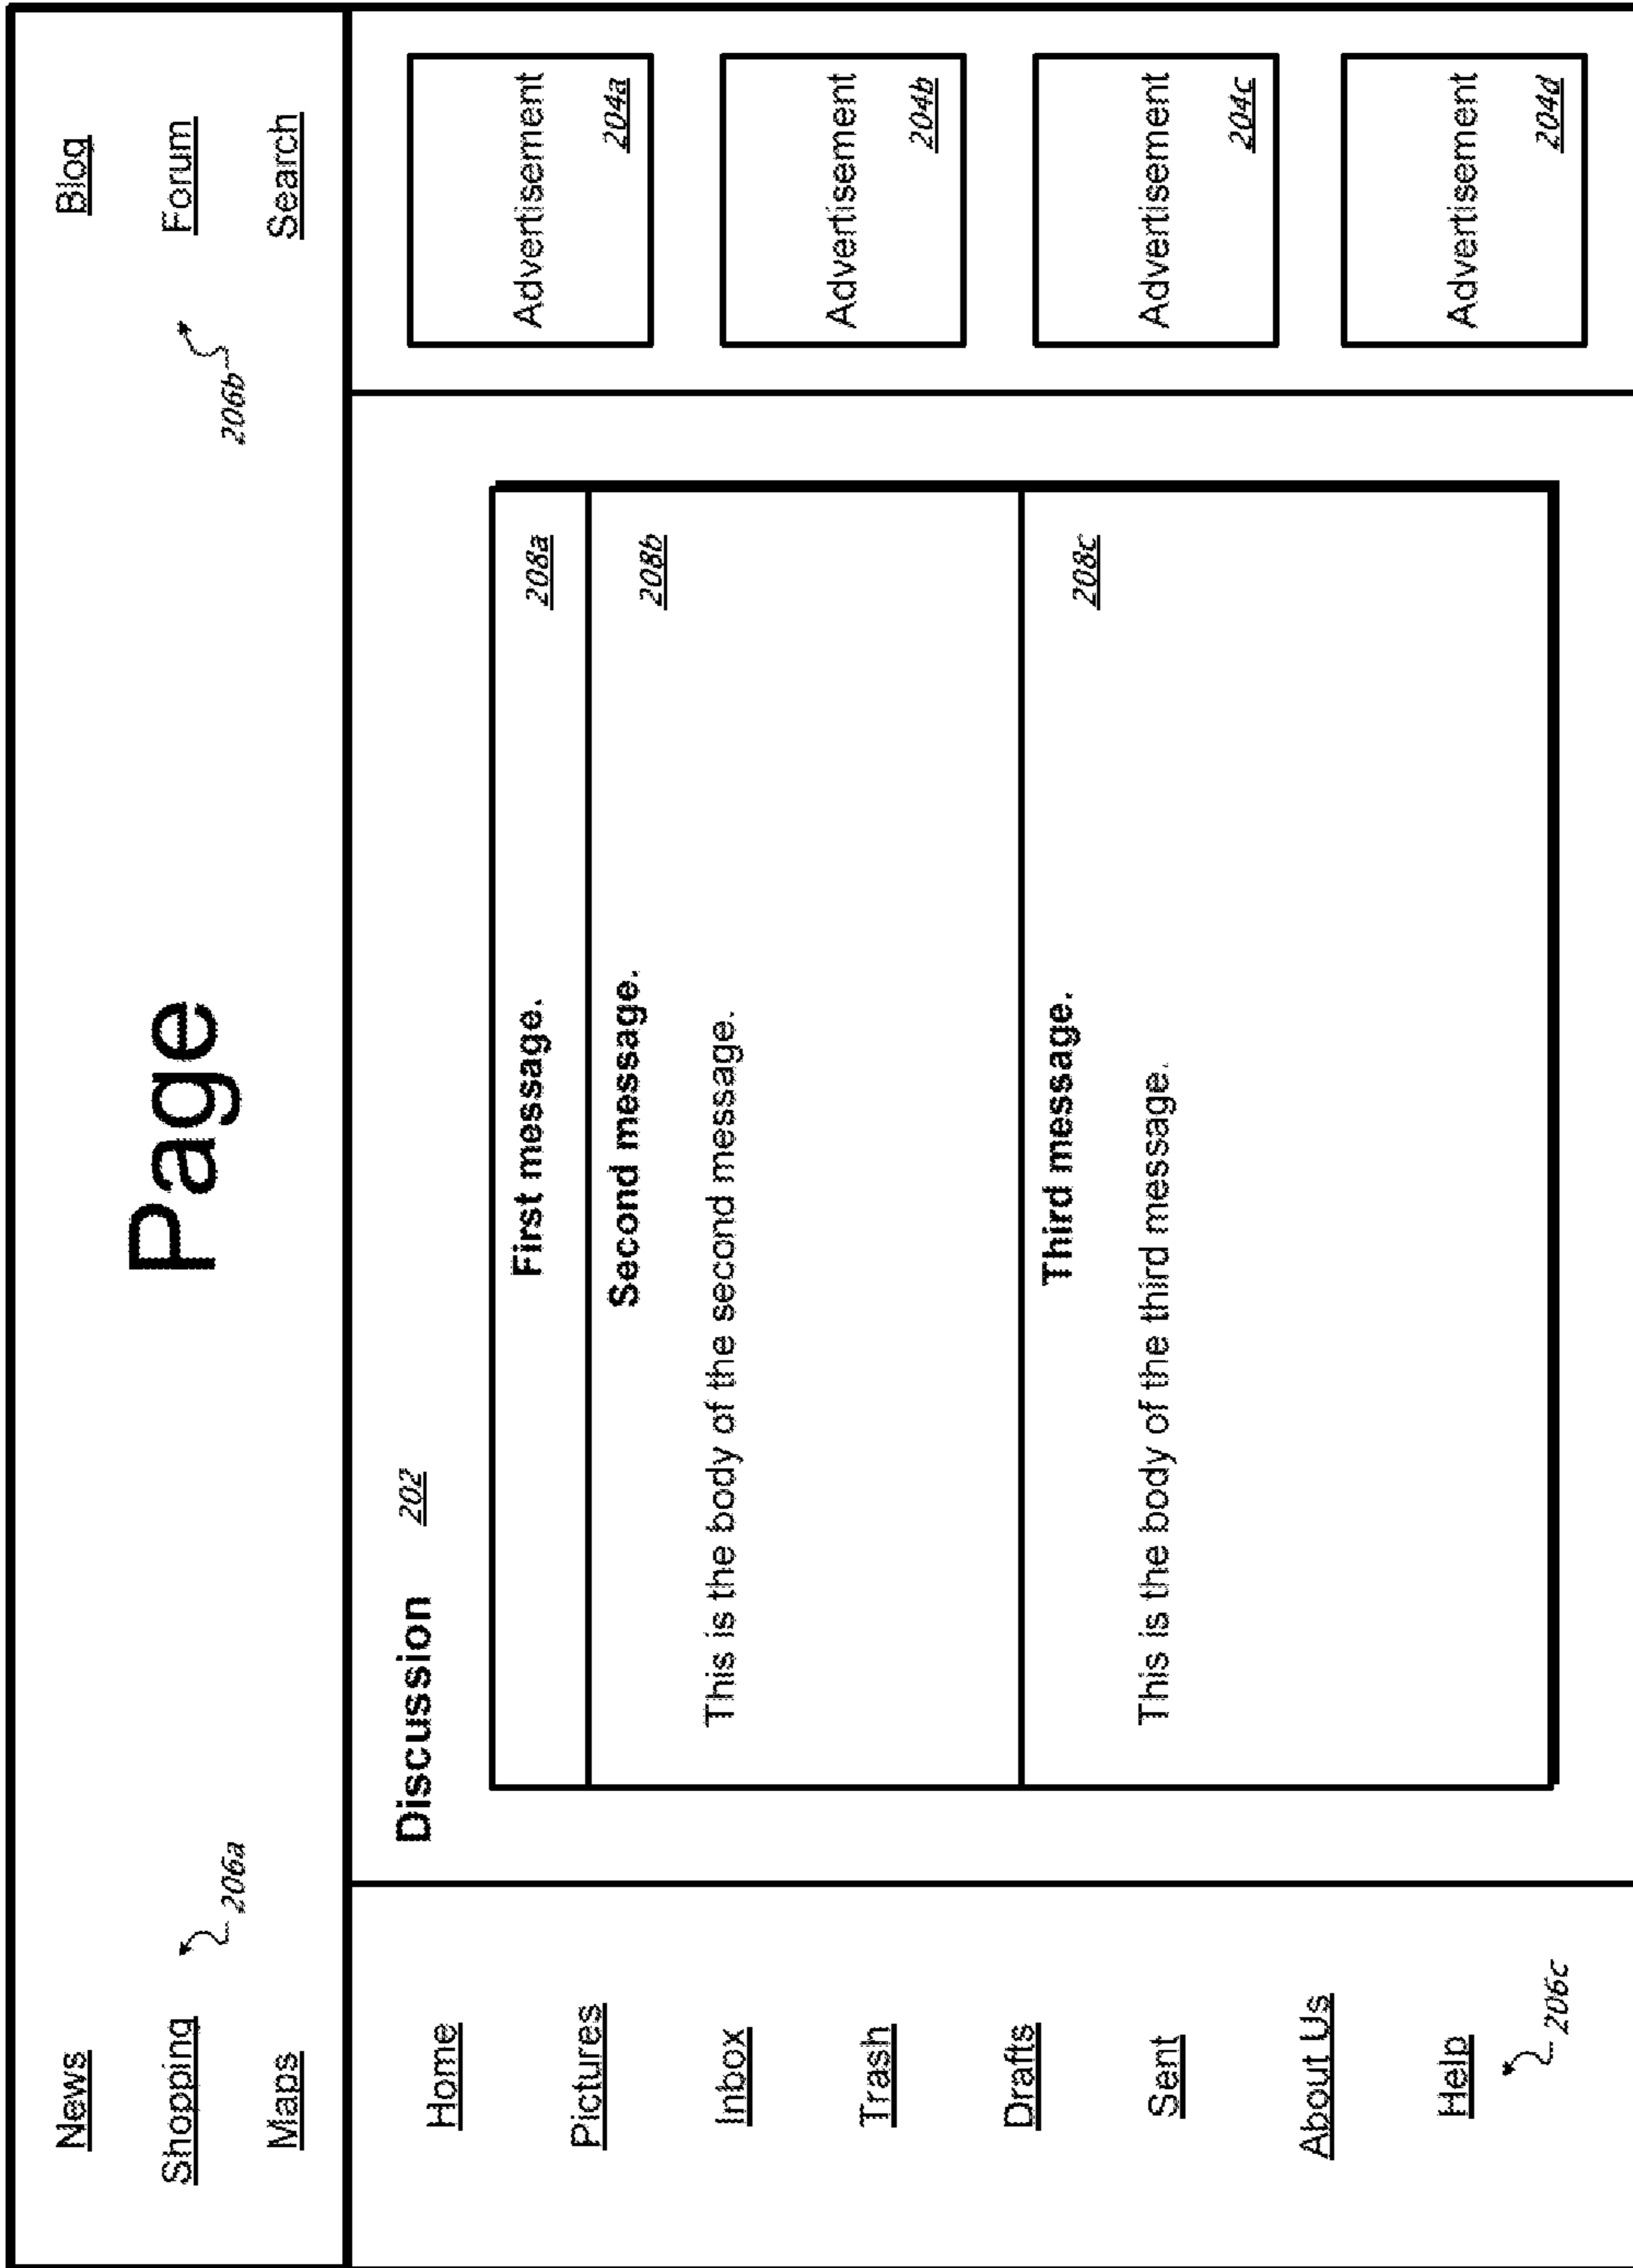 Page
News
Shopping
Maps
206a
Blog
Forum
Search
206b
Home
Pictures
Inbox
Trash
Drafts
Sent
About Us
Help
206c
Discussion 202
First message. 208a
Second message. 208b
This is the body of the second message.
Third message. 208c
This is the body of the third message.
Advertisement
204a
Advertisement
204b
Advertisement
204c
Advertisement
204d